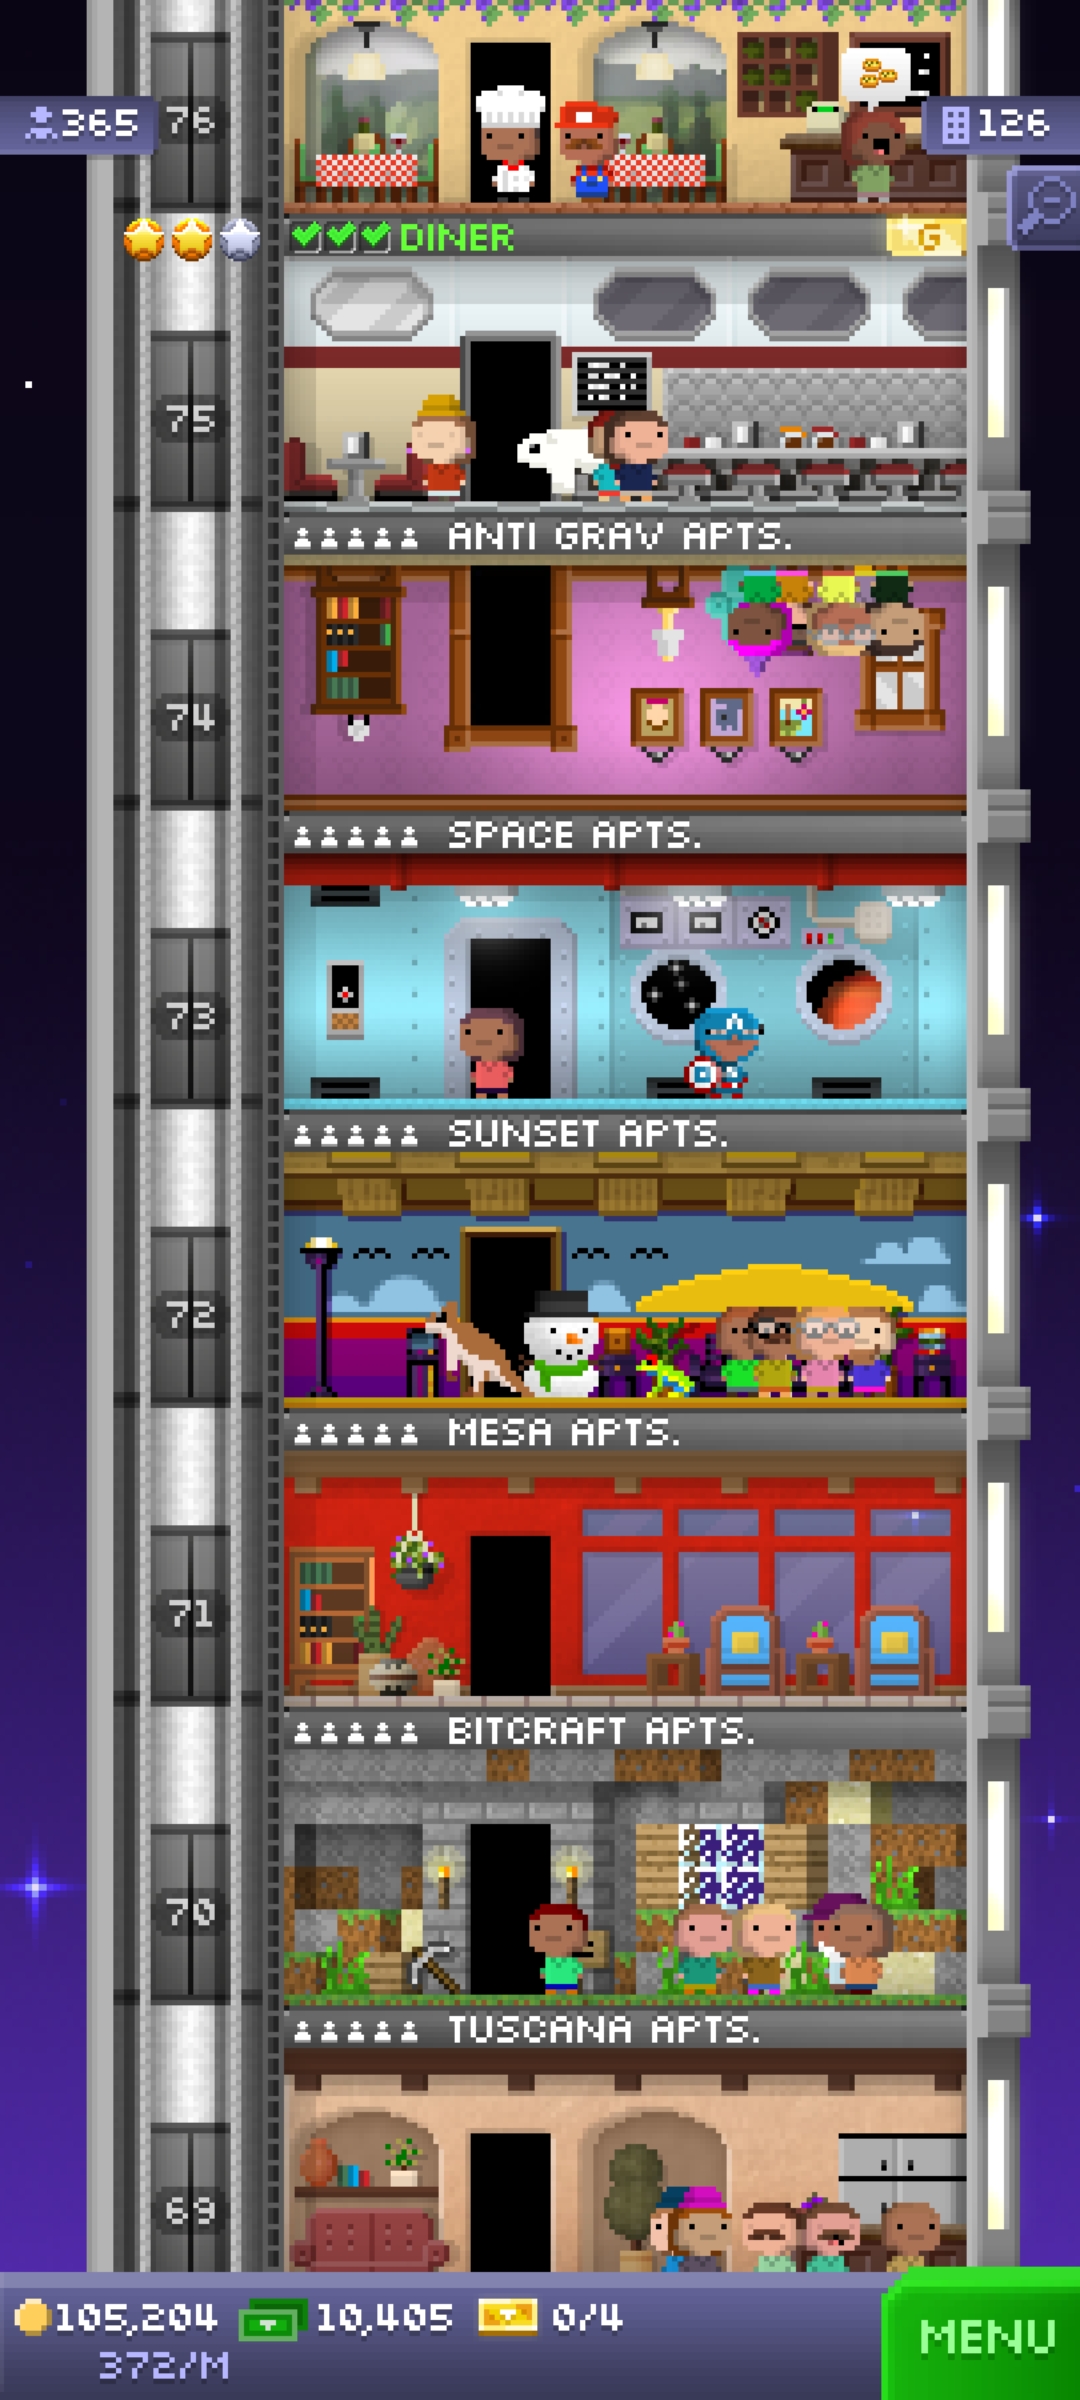 365
76
126
DINER
G
75
ANTI GRAV APTS.
74
SPACE APTS.
73
SUNSET APTS.
72
MESA APTS.
71
BITCRAFT APTS.
70
TUSCANA APTS.
69
105,204
10,405
0/4
MENU
372/M